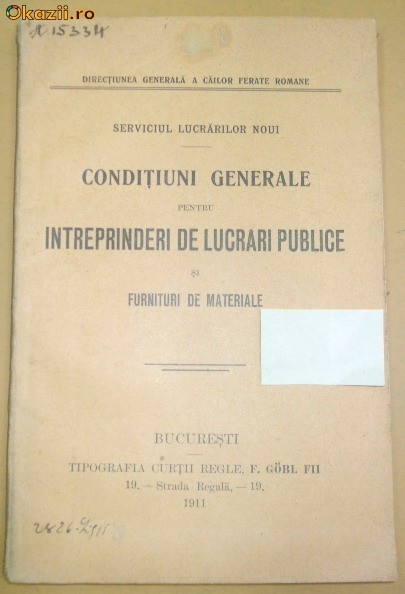 Okazii.ro
15334
DIRECȚIUNEA GENERALĂ A CĂILOR FERATE ROMANE
SERVICIUL LUCRĂRILOR NOUI
CONDIȚIUNI GENERALE
PENTRU
INTREPRINDERI DE LUCRARI PUBLICE
ȘI
FURNITURI DE MATERIALE
BUCUREȘTI
TIPOGRAFIA CURȚII REGLE, F. GÖBL FII
19. — Strada Regală, — 19.
1911
2826